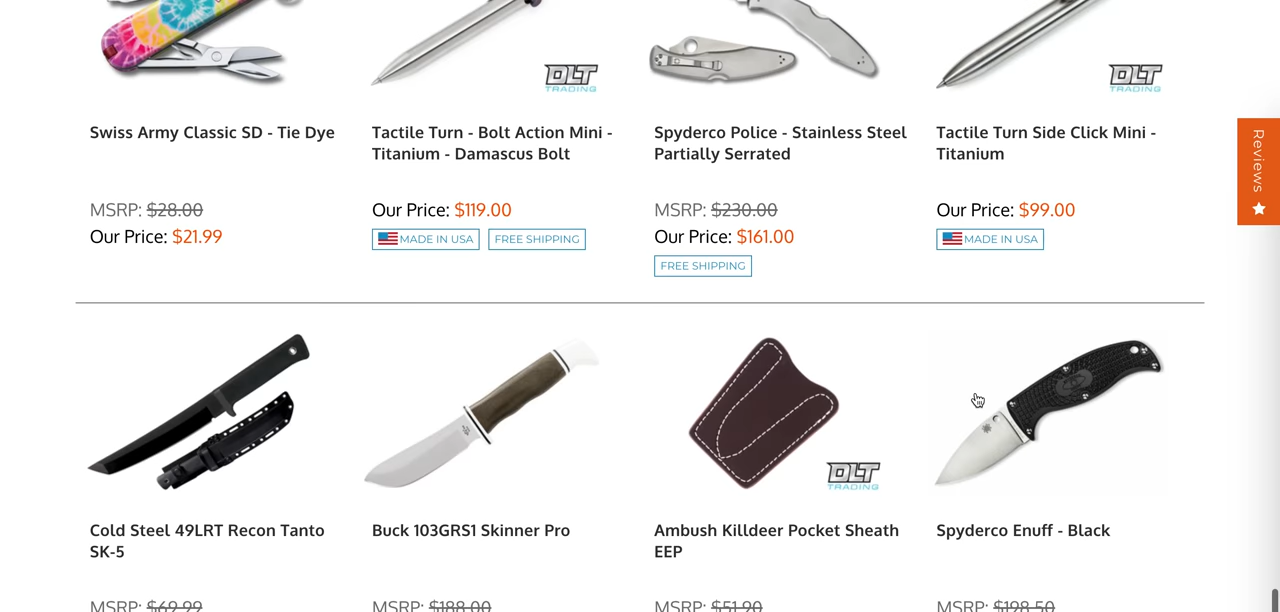 DLT
TRADING
DLT
TRADING
Swiss Army Classic SD - Tie Dye
Tactile Turn - Bolt Action Mini -
Titanium - Damascus Bolt
Spyderco Police - Stainless Steel
Partially Serrated
Tactile Turn Side Click Mini -
Titanium
Reviews
MSRP: $28.00
Our Price: $21.99
Our Price: $119.00
MADE IN USA
FREE SHIPPING
MSRP: $230.00
Our Price: $161.00
FREE SHIPPING
Our Price: $99.00
MADE IN USA
DLT
TRADING
Cold Steel 49LRT Recon Tanto
SK-5
Buck 103GRS1 Skinner Pro
Ambush Killdeer Pocket Sheath
EEP
Spyderco Enuff - Black
MSRP: $69.99
MSRP: $188.00
MSRP: $51.90
MSRP: $198.50